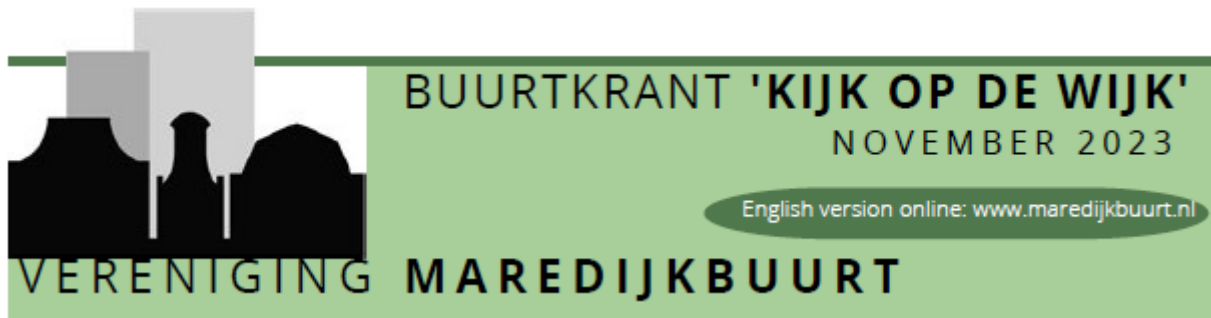 BUURTKRANT 'KIJK OP DE WIJK'
NOVEMBER 2023
English version online: www.maredijkbuurt.nl
VERENIGING MAREDIJKBUURT